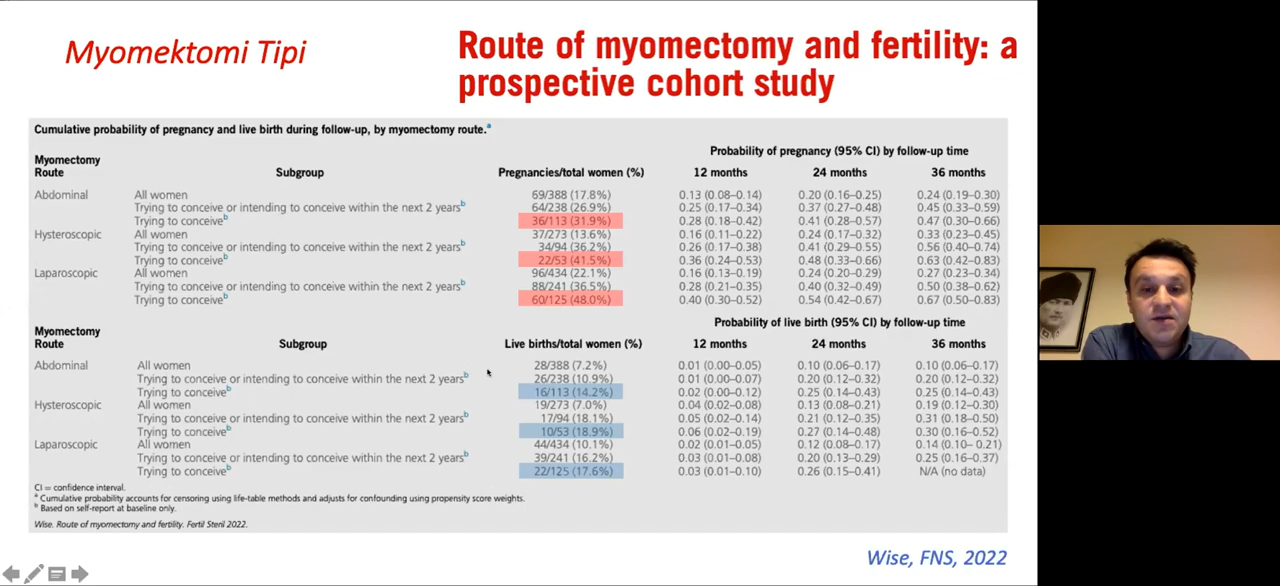 Myomektomi Tipi
Route of myomectomy and fertility: a
prospective cohort study
Cumulative probability of pregnancy and live birth during follow-up, by myomectomy route.a
Probability of pregnancy (95% CI) by follow-up time
Myomectomy Route Subgroup Pregnancies/total women (%) 12 months 24 months 36 months
Abdominal All women 69/388 (17.8%) 0.13 (0.08–0.14) 0.20 (0.16–0.25) 0.24 (0.19–0.30)
Trying to conceive or intending to conceive within the next 2 yearsb 64/238 (26.9%) 0.25 (0.17–0.34) 0.37 (0.27–0.48) 0.45 (0.33–0.59)
Trying to conceiveb 36/113 (31.9%) 0.28 (0.18–0.42) 0.41 (0.28–0.57) 0.47 (0.30–0.66)
Hysteroscopic All women 37/273 (13.6%) 0.16 (0.11–0.22) 0.24 (0.17–0.32) 0.33 (0.23–0.45)
Trying to conceive or intending to conceive within the next 2 yearsb 34/94 (36.2%) 0.26 (0.17–0.38) 0.41 (0.29–0.55) 0.56 (0.40–0.74)
Trying to conceiveb 22/53 (41.5%) 0.36 (0.24–0.53) 0.48 (0.33–0.66) 0.63 (0.42–0.83)
Laparoscopic All women 96/434 (22.1%) 0.16 (0.13–0.19) 0.24 (0.20–0.29) 0.27 (0.23–0.34)
Trying to conceive or intending to conceive within the next 2 yearsb 88/241 (36.5%) 0.28 (0.21–0.35) 0.40 (0.32–0.49) 0.50 (0.38–0.62)
Trying to conceiveb 60/125 (48.0%) 0.40 (0.30–0.52) 0.54 (0.42–0.67) 0.67 (0.50–0.83)
Probability of live birth (95% CI) by follow-up time
Myomectomy Route Subgroup Live births/total women (%) 12 months 24 months 36 months
Abdominal All women 28/388 (7.2%) 0.01 (0.00–0.05) 0.10 (0.06–0.17) 0.10 (0.06–0.17)
Trying to conceive or intending to conceive within the next 2 yearsb 26/238 (10.9%) 0.01 (0.00–0.07) 0.20 (0.12–0.32) 0.20 (0.12–0.32)
Trying to conceiveb 16/113 (14.2%) 0.02 (0.00–0.12) 0.25 (0.14–0.43) 0.25 (0.14–0.43)
Hysteroscopic All women 19/273 (7.0%) 0.04 (0.02–0.08) 0.13 (0.08–0.21) 0.19 (0.12–0.30)
Trying to conceive or intending to conceive within the next 2 yearsb 17/94 (18.1%) 0.05 (0.02–0.14) 0.21 (0.12–0.35) 0.31 (0.18–0.50)
Trying to conceiveb 10/53 (18.9%) 0.06 (0.02–0.19) 0.27 (0.14–0.48) 0.30 (0.16–0.52)
Laparoscopic All women 44/434 (10.1%) 0.02 (0.01–0.05) 0.12 (0.08–0.17) 0.14 (0.10– 0.21)
Trying to conceive or intending to conceive within the next 2 yearsb 39/241 (16.2%) 0.03 (0.01–0.08) 0.20 (0.13–0.29) 0.25 (0.16–0.37)
Trying to conceiveb 22/125 (17.6%) 0.03 (0.01–0.10) 0.26 (0.15–0.41) N/A (no data)
CI = confidence interval.
a Cumulative probability accounts for censoring using life-table methods and adjusts for confounding using propensity score weights.
b Based on self-report at baseline only.
Wise. Route of myomectomy and fertility. Fertil Steril 2022.
Wise, FNS, 2022